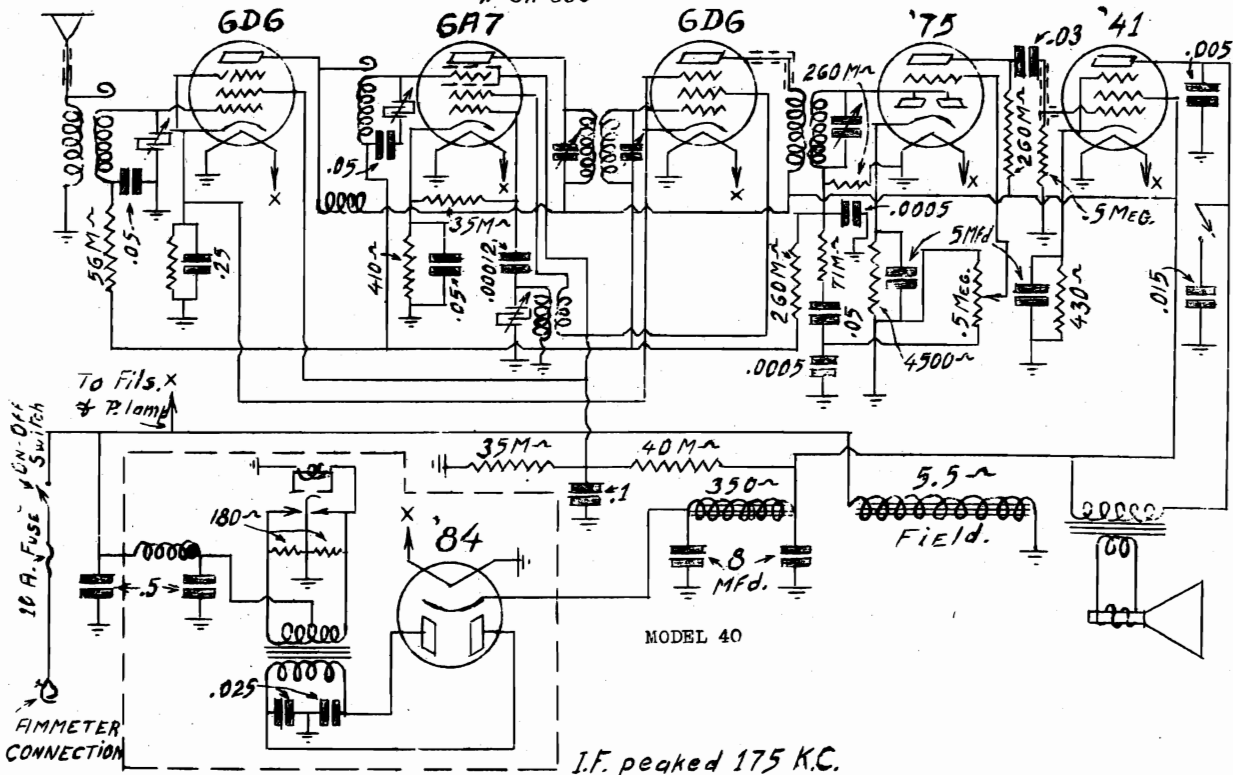 6D6
6A7
6D6
'75
'41
.03
.005
260M~
260M~
.05
.05
56M~
.25
35M~
410~
.05
.00012
.0005
5Mfd
.5 MEG.
71M~
260M~
.05
.5MEG.
430~
.015
.0005
4500~
To Fils. X
& P. lamp
10 A. FUSE
ON-OFF
Switch
X
X
X
X
X
35M~
40M~
.1
350~
5.5~
Field.
180~
X
'84
8
Mfd.
.5
MODEL 40
.025
AMMETER
CONNECTION
I.F. peaked 175 K.C.